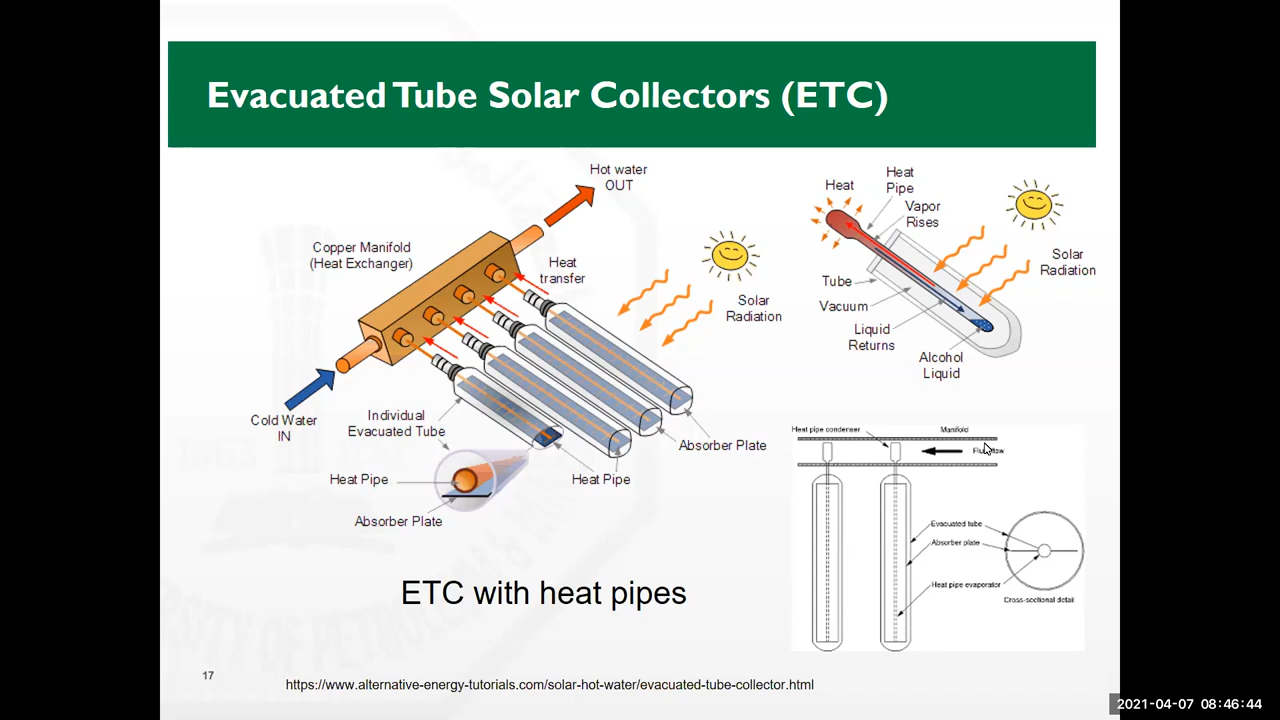 Evacuated Tube Solar Collectors (ETC)
Hot water
OUT
Copper Manifold
(Heat Exchanger)
Heat
transfer
Solar
Radiation
Cold Water
IN
Individual
Evacuated Tube
Absorber Plate
Heat Pipe
Heat Pipe
Absorber Plate
Heat
Heat
Pipe
Vapor
Rises
Solar
Radiation
Tube
Vacuum
Liquid
Returns
Alcohol
Liquid
Heat pipe condenser
Manifold
flow
Evacuated tube
Absorber plate
Heat pipe evaporator
Cross-sectional detail
ETC with heat pipes
17
https://www.alternative-energy-tutorials.com/solar-hot-water/evacuated-tube-collector.html
2021-04-07 08:46:44